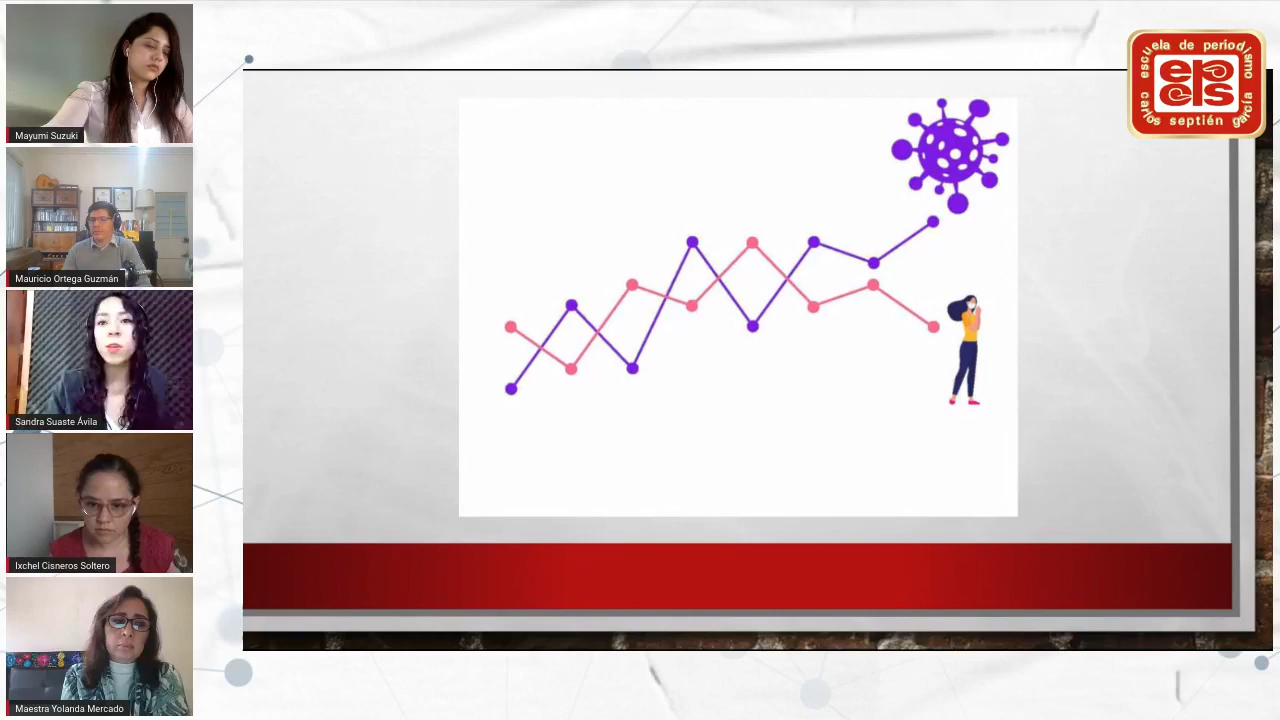 Mayumi Suzuki
Mauricio Ortega Guzmán
Sandra Suaste Ávila
Ixchel Cisneros Soltero
Maestra Yolanda Mercado
escuela de periodismo
carlos septién garcía